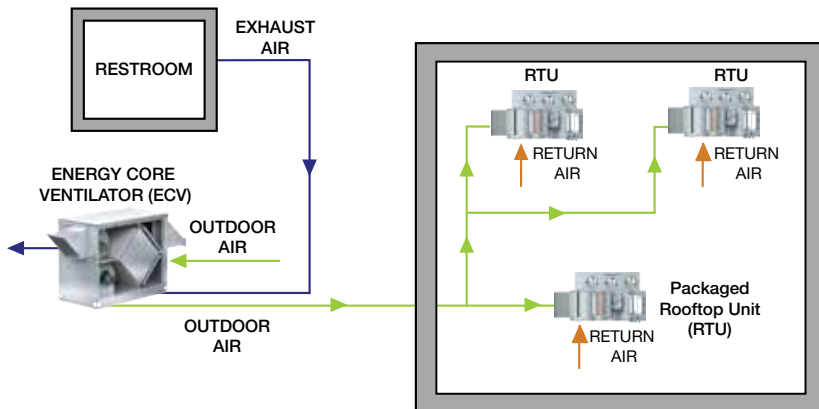 EXHAUST
AIR
RESTROOM
RTU
RTU
RETURN
AIR
RETURN
AIR
ENERGY CORE
VENTILATOR (ECV)
OUTDOOR
AIR
OUTDOOR
AIR
Packaged
Rooftop Unit
(RTU)
RETURN
AIR